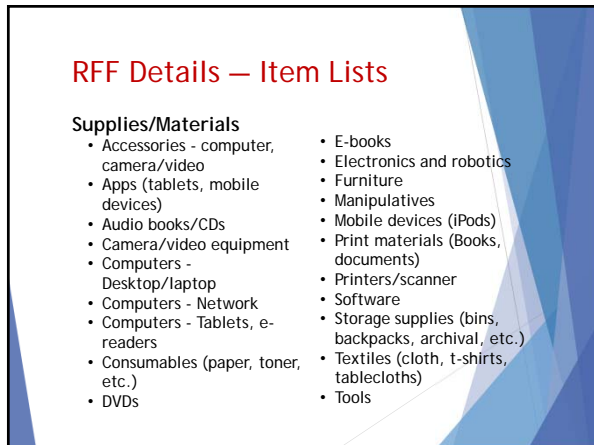 RFF Details — Item Lists
Supplies/Materials
• Accessories - computer,
camera/video
• Apps (tablets, mobile
devices)
• Audio books/CDs
• Camera/video equipment
• Computers -
Desktop/laptop
• Computers - Network
• Computers - Tablets, e-
readers
• Consumables (paper, toner,
etc.)
• DVDs
• E-books
• Electronics and robotics
• Furniture
• Manipulatives
• Mobile devices (iPods)
• Print materials (Books,
documents)
• Printers/scanner
• Software
• Storage supplies (bins,
backpacks, archival, etc.)
• Textiles (cloth, t-shirts,
tablecloths)
• Tools